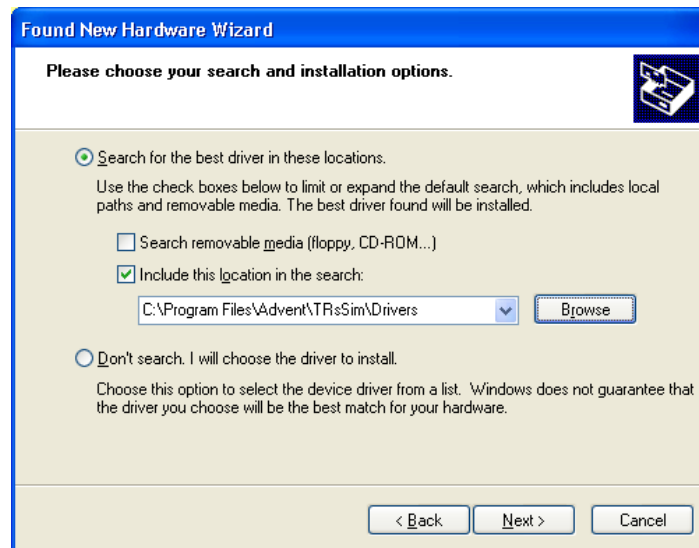 Found New Hardware Wizard
Please choose your search and installation options.
Search for the best driver in these locations.
Use the check boxes below to limit or expand the default search, which includes local
paths and removable media. The best driver found will be installed.
Search removable media (floppy, CD-ROM...)
Include this location in the search:
C:\Program Files\Advent\TRsSim\Drivers
Browse
Don't search. I will choose the driver to install.
Choose this option to select the device driver from a list. Windows does not guarantee that
the driver you choose will be the best match for your hardware.
< Back Next > Cancel